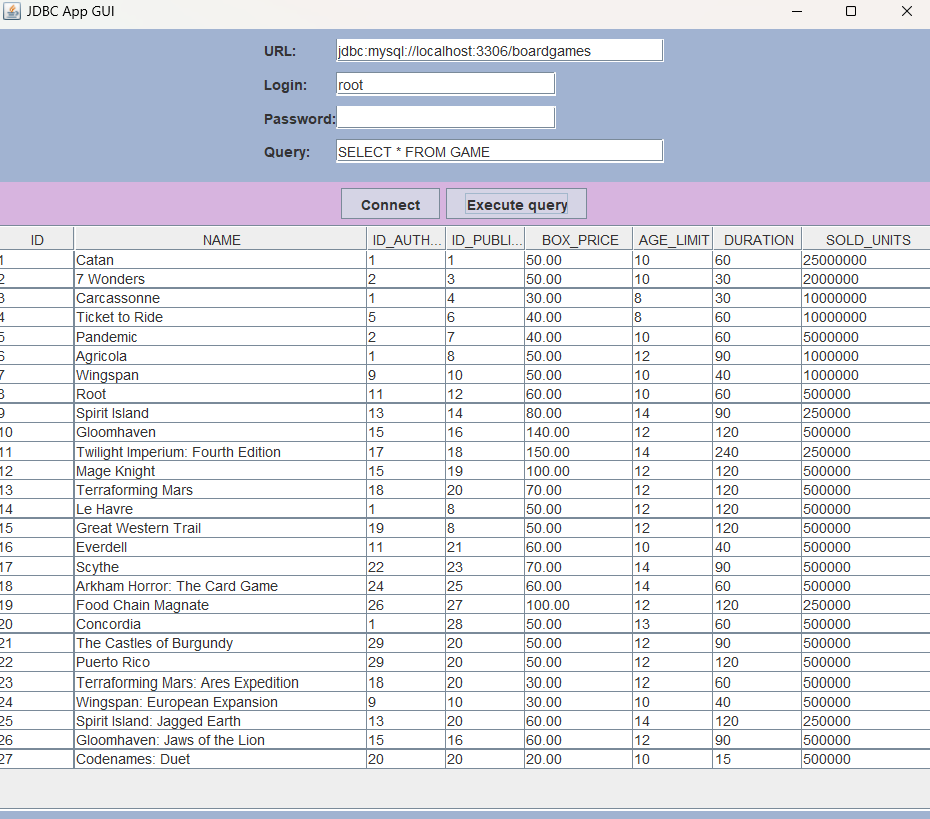 JDBC App GUI
URL: jdbc:mysql://localhost:3306/boardgames
Login: root
Password:
Query: SELECT * FROM GAME
Connect Execute query
ID NAME ID_AUTH... ID_PUBLI... BOX_PRICE AGE_LIMIT DURATION SOLD_UNITS
1 Catan 1 1 50.00 10 60 25000000
2 7 Wonders 2 3 50.00 10 30 2000000
3 Carcassonne 1 4 30.00 8 30 10000000
4 Ticket to Ride 5 6 40.00 8 60 10000000
5 Pandemic 2 7 40.00 10 60 5000000
6 Agricola 1 8 50.00 12 90 1000000
7 Wingspan 9 10 50.00 10 40 1000000
8 Root 11 12 60.00 10 60 500000
9 Spirit Island 13 14 80.00 14 90 250000
10 Gloomhaven 15 16 140.00 12 120 500000
11 Twilight Imperium: Fourth Edition 17 18 150.00 14 240 250000
12 Mage Knight 15 19 100.00 12 120 500000
13 Terraforming Mars 18 20 70.00 12 120 500000
14 Le Havre 1 8 50.00 12 120 500000
15 Great Western Trail 19 8 50.00 12 120 500000
16 Everdell 11 21 60.00 10 40 500000
17 Scythe 22 23 70.00 14 90 500000
18 Arkham Horror: The Card Game 24 25 60.00 14 60 500000
19 Food Chain Magnate 26 27 100.00 12 120 250000
20 Concordia 1 28 50.00 13 60 500000
21 The Castles of Burgundy 29 20 50.00 12 90 500000
22 Puerto Rico 29 20 50.00 12 120 500000
23 Terraforming Mars: Ares Expedition 18 20 30.00 12 60 500000
24 Wingspan: European Expansion 9 10 30.00 10 40 500000
25 Spirit Island: Jagged Earth 13 20 60.00 14 120 250000
26 Gloomhaven: Jaws of the Lion 15 16 60.00 12 90 500000
27 Codenames: Duet 20 20 20.00 10 15 500000